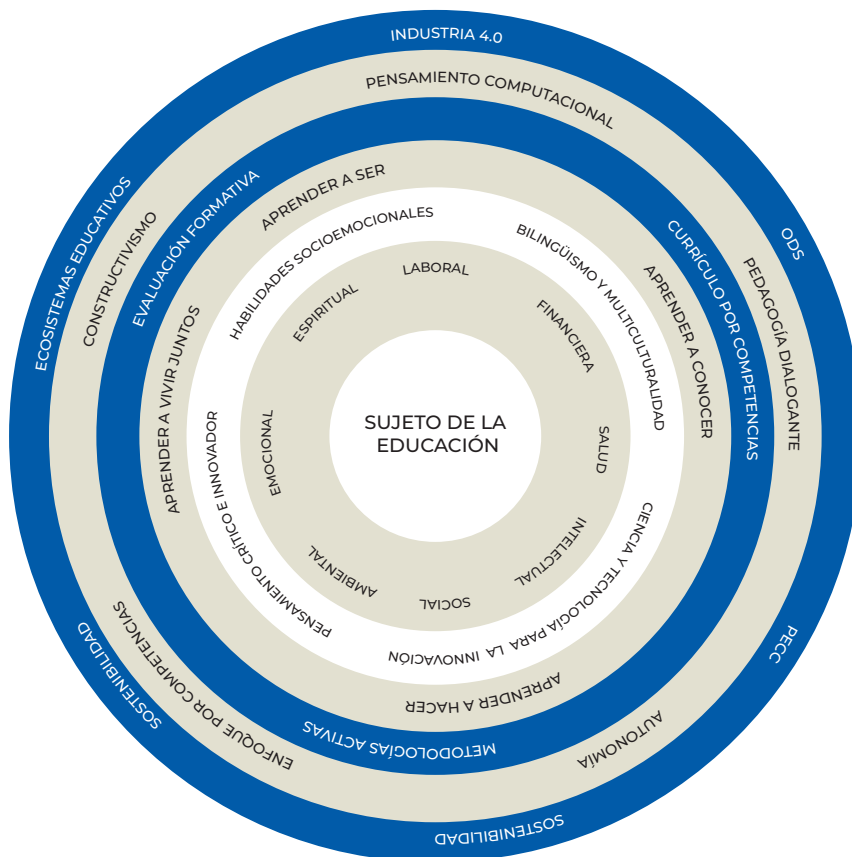 INDUSTRIA 4.0
ODS
PECC
SOSTENIBILIDAD
SOSTENIBILIDAD
ECOSISTEMAS EDUCATIVOS
PENSAMIENTO COMPUTACIONAL
PEDAGOGÍA DIALOGANTE
AUTONOMÍA
ENFOQUE POR COMPETENCIAS
CONSTRUCTIVISMO
EVALUACIÓN FORMATIVA
CURRÍCULO POR COMPETENCIAS
METODOLOGÍAS ACTIVAS
APRENDER A SER
APRENDER A CONOCER
APRENDER A HACER
APRENDER A VIVIR JUNTOS
HABILIDADES SOCIOEMOCIONALES
BILINGÜISMO Y MULTICULTURALIDAD
CIENCIA Y TECNOLOGÍA PARA LA INNOVACIÓN
PENSAMIENTO CRÍTICO E INNOVADOR
LABORAL
FINANCIERA
SALUD
INTELECTUAL
SOCIAL
AMBIENTAL
EMOCIONAL
ESPIRITUAL
SUJETO DE LA
EDUCACIÓN